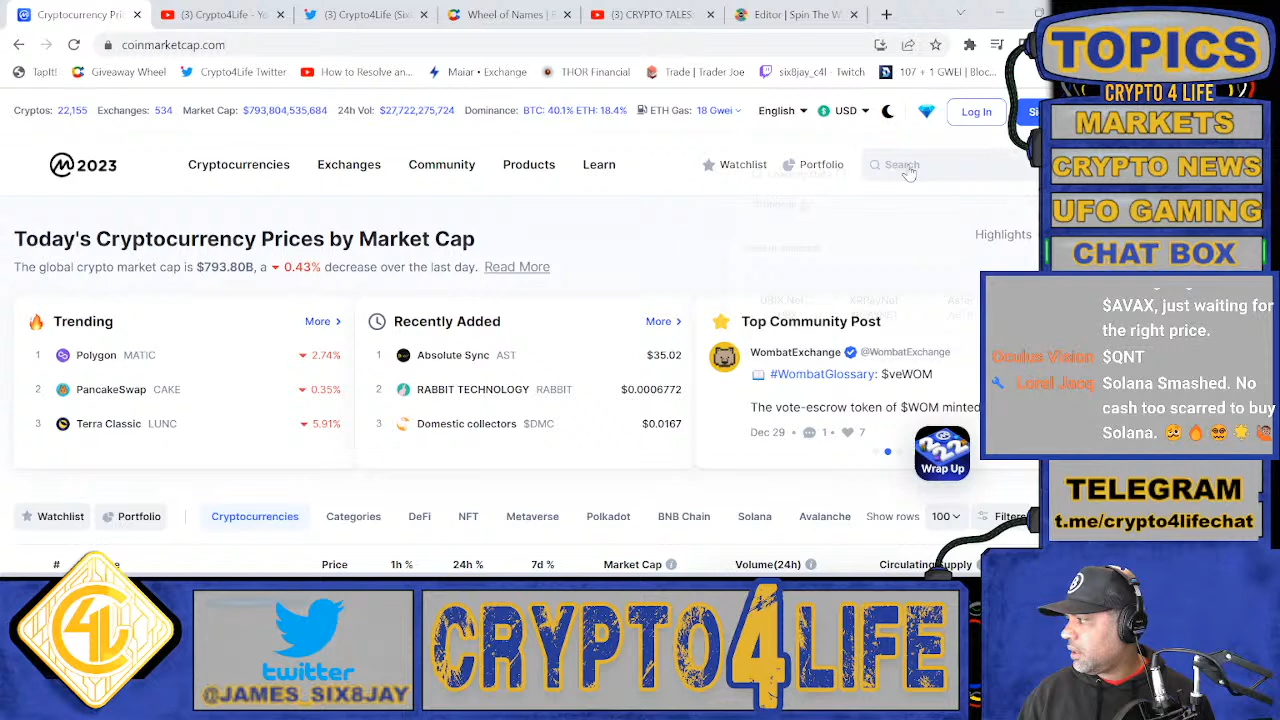 Cryptocurrency Pri
(3) Crypto4Life - Yo
(3) Crypto4Life (Six
Wheel of Names | R
(3) CRYPTO TALES:
Editor | Spin The W
coinmarketcap.com
TapIt!
Giveaway Wheel
Crypto4Life Twitter
How to Resolve an...
Maiar • Exchange
THOR Financial
Trade | Trader Joe
six8jay_c4l - Twitch
107 + 1 GWEI | Bloc...
Cryptos: 22,155 Exchanges: 534 Market Cap: $793,804,535,684 24h Vol: $27,722,275,724 Dominance: BTC: 40.1% ETH: 18.4% ETH Gas: 18 Gwei
English
USD
Log In
Si
2023
Cryptocurrencies
Exchanges
Community
Products
Learn
Watchlist
Portfolio
Search
Today's Cryptocurrency Prices by Market Cap
Highlights
The global crypto market cap is $793.80B, a 0.43% decrease over the last day. Read More
Trending
More
1 Polygon MATIC 2.74%
2 PancakeSwap CAKE 0.35%
3 Terra Classic LUNC 5.91%
Recently Added
More
1 Absolute Sync AST $35.02
2 RABBIT TECHNOLOGY RABBIT $0.0006772
3 Domestic collectors $DMC $0.0167
Top Community Post
WombatExchange @WombatExchange
#WombatGlossary: $veWOM
The vote-escrow token of $WOM minted
Dec 29 • 1 • 7
2022
Wrap Up
Watchlist
Portfolio
Cryptocurrencies
Categories
DeFi
NFT
Metaverse
Polkadot
BNB Chain
Solana
Avalanche
Show rows
100
Filters
#
Price
1h %
24h %
7d %
Market Cap
Volume(24h)
Circulating Supply
TOPICS
CRYPTO 4 LIFE
MARKETS
CRYPTO NEWS
UFO GAMING
CHAT BOX
$AVAX, just waiting for
the right price.
Oculus Vision $QNT
Loral Jacq Solana Smashed. No
cash too scarred to buy
Solana.
TELEGRAM
t.me/crypto4lifechat
twitter
@JAMES_SIX8JAY
CRYPTO4LIFE